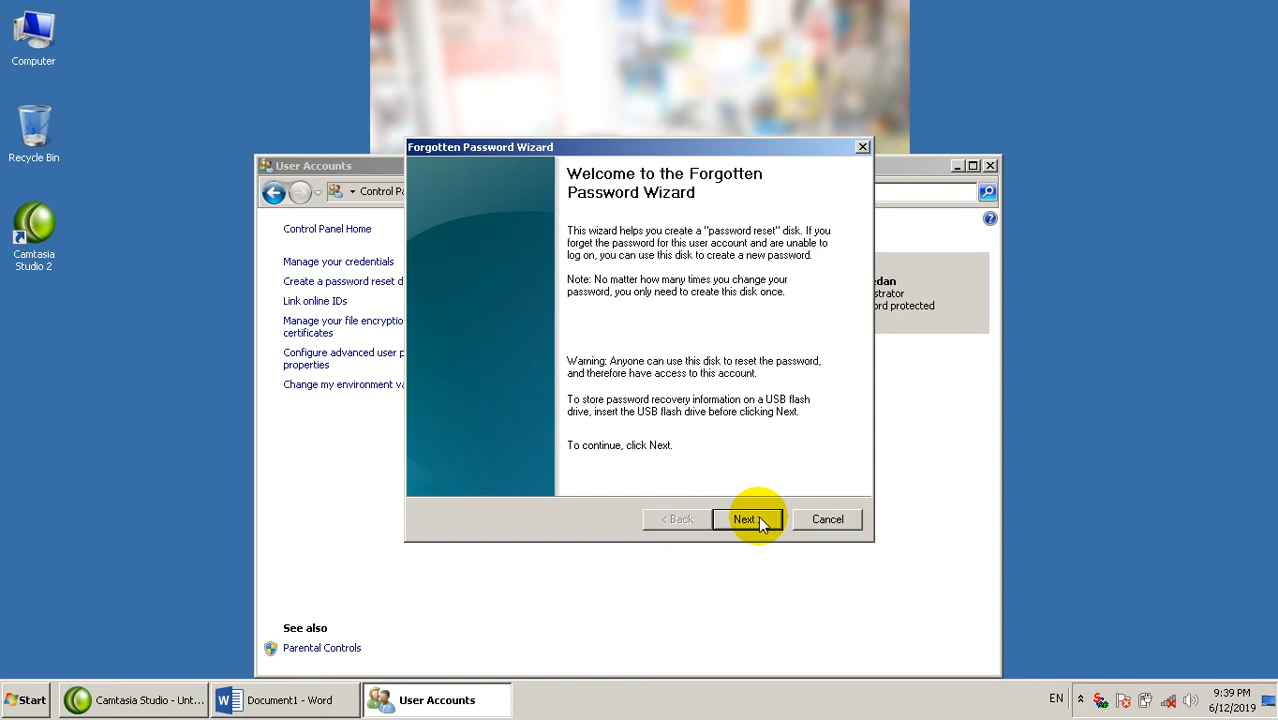 Computer
Recycle Bin
Camtasia
Studio 2
User Accounts
Control Pa
Control Panel Home
Manage your credentials
Create a password reset d
Link online IDs
Manage your file encryptio
certificates
Configure advanced user p
properties
Change my environment va
See also
Parental Controls
edan
strator
ord protected
Forgotten Password Wizard
Welcome to the Forgotten
Password Wizard
This wizard helps you create a "password reset" disk. If you
forget the password for this user account and are unable to
log on, you can use this disk to create a new password.
Note: No matter how many times you change your
password, you only need to create this disk once.
Warning: Anyone can use this disk to reset the password,
and therefore have access to this account.
To store password recovery information on a USB flash
drive, insert the USB flash drive before clicking Next.
To continue, click Next.
< Back
Next >
Cancel
Start
Camtasia Studio - Unt...
Document1 - Word
User Accounts
EN
9:39 PM
6/12/2019